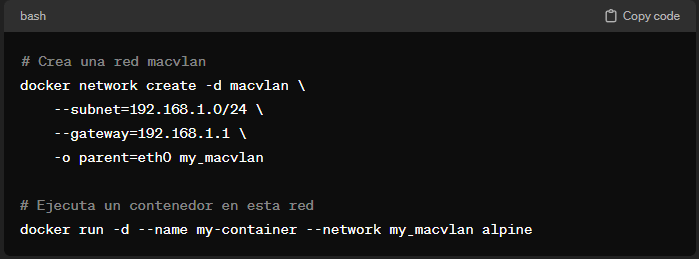 bash
Copy code
# Crea una red macvlan
docker network create -d macvlan \
--subnet=192.168.1.0/24 \
--gateway=192.168.1.1 \
-o parent=eth0 my_macvlan
# Ejecuta un contenedor en esta red
docker run -d --name my-container --network my_macvlan alpine